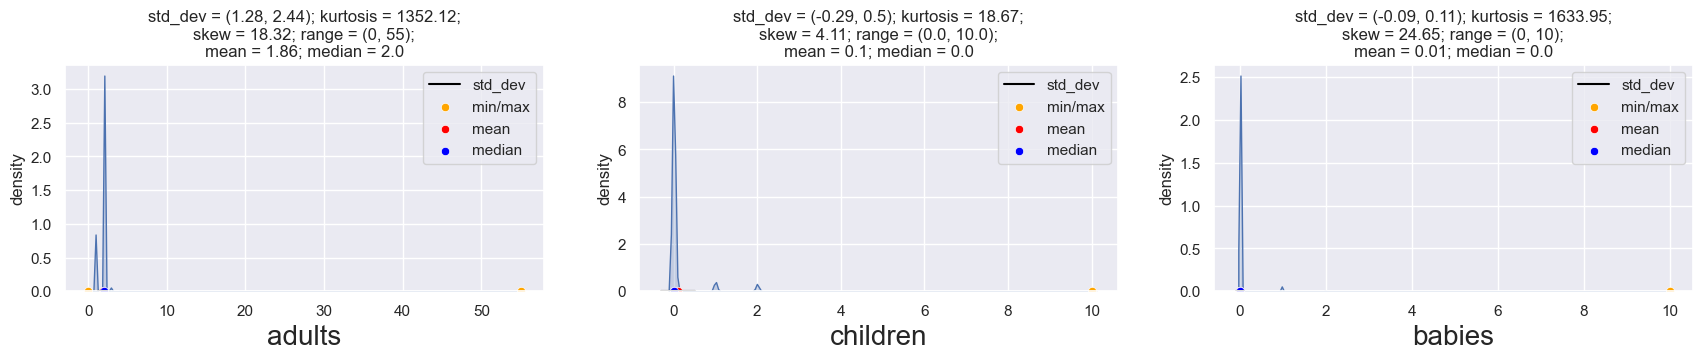 std_dev = (1.28, 2.44); kurtosis = 1352.12;
skew = 18.32; range = (0, 55);
mean = 1.86; median = 2.0
3.0
2.5
2.0
1.5
1.0
0.5
0.0
density
std_dev
min/max
mean
median
0 10 20 30 40 50
adults
std_dev = (-0.29, 0.5); kurtosis = 18.67;
skew = 4.11; range = (0.0, 10.0);
mean = 0.1; median = 0.0
8
6
4
2
0
density
std_dev
min/max
mean
median
0 2 4 6 8 10
children
std_dev = (-0.09, 0.11); kurtosis = 1633.95;
skew = 24.65; range = (0, 10);
mean = 0.01; median = 0.0
2.5
2.0
1.5
1.0
0.5
0.0
density
std_dev
min/max
mean
median
0 2 4 6 8 10
babies